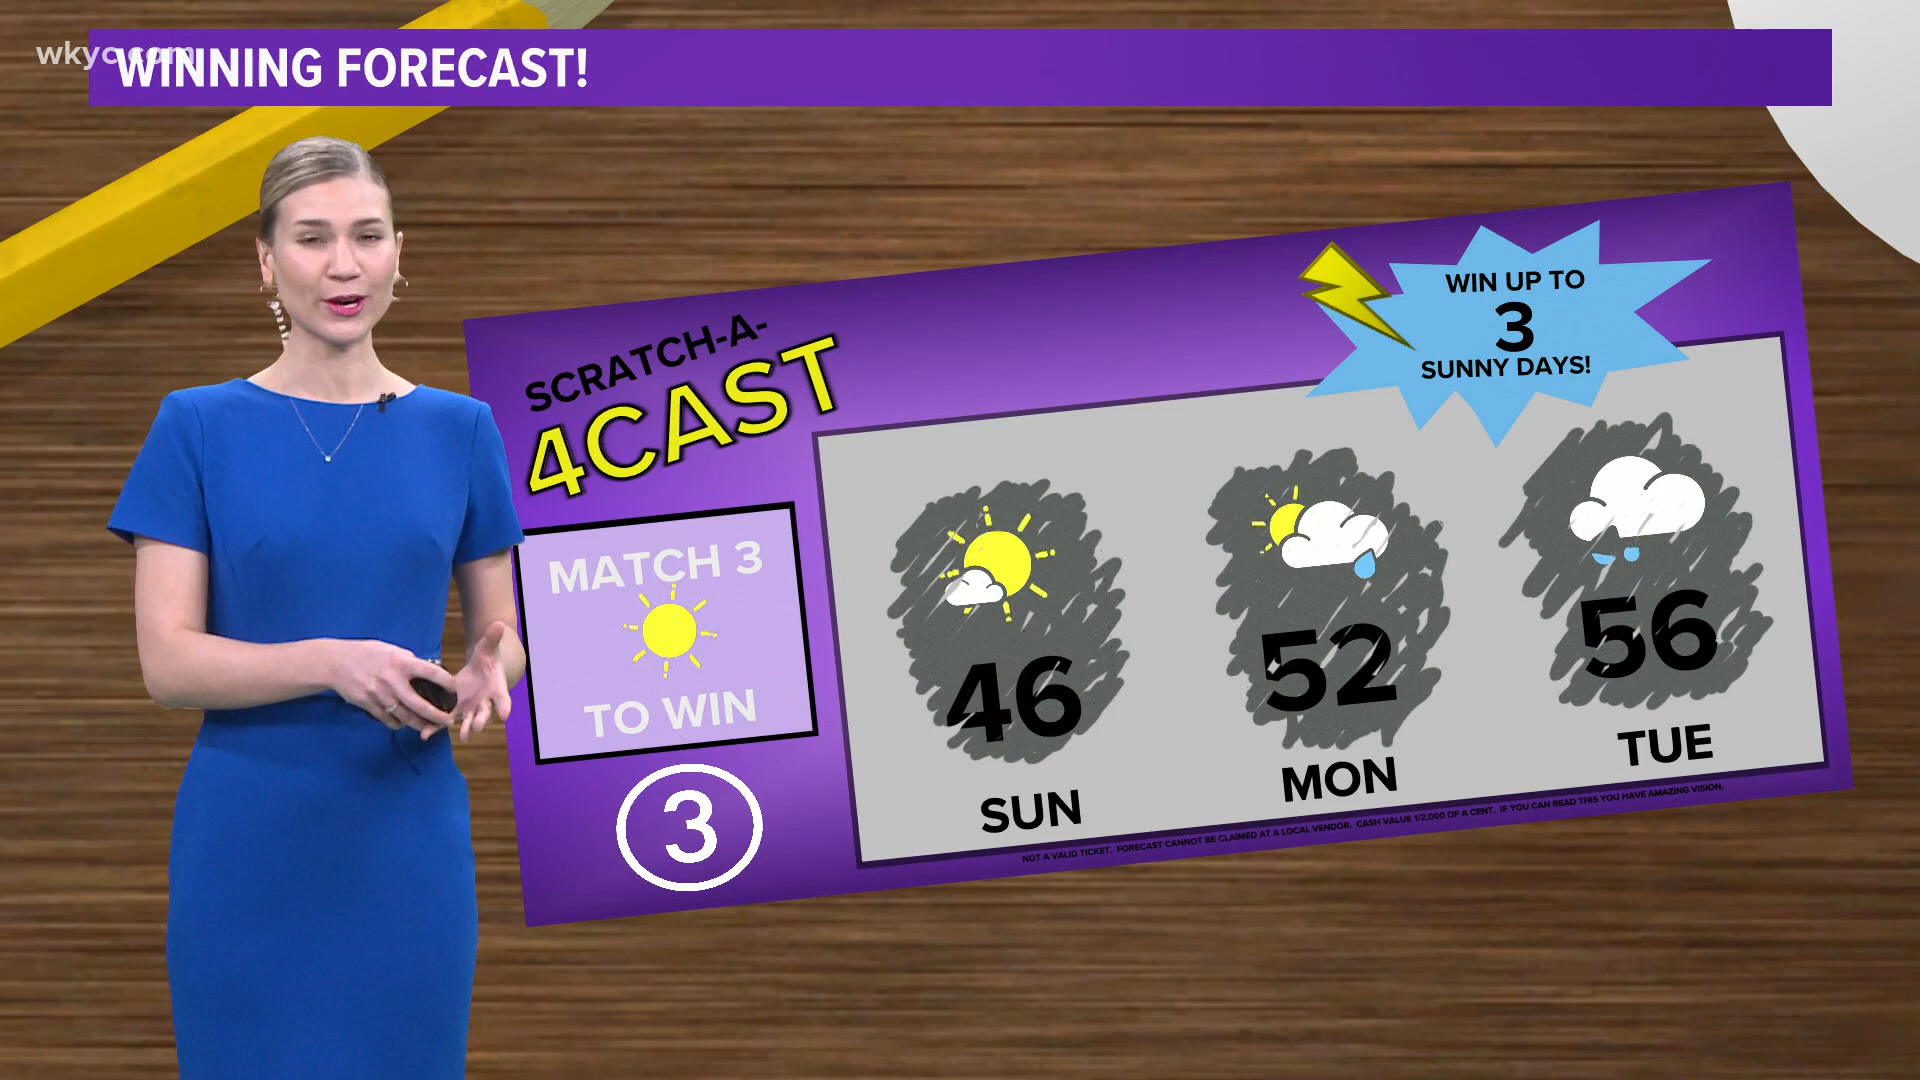 wkyc.com
WINNING FORECAST!
SCRATCH-A-
4CAST
WIN UP TO
3
SUNNY DAYS!
MATCH 3
TO WIN
3
46
52
56
SUN
MON
TUE
NOT A VALID TICKET. FORECAST CANNOT BE CLAIMED AT A LOCAL VENDOR. CASH VALUE 1/2,000 OF A CENT. IF YOU CAN READ THIS YOU HAVE AMAZING VISION.